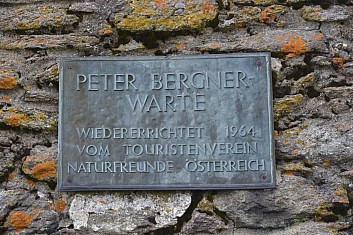 PETER BERGNER-
WARTE
WIEDERERRICHTET 1964
VOM TOURISTENVEREIN
NATURFREUNDE ÖSTERREICH